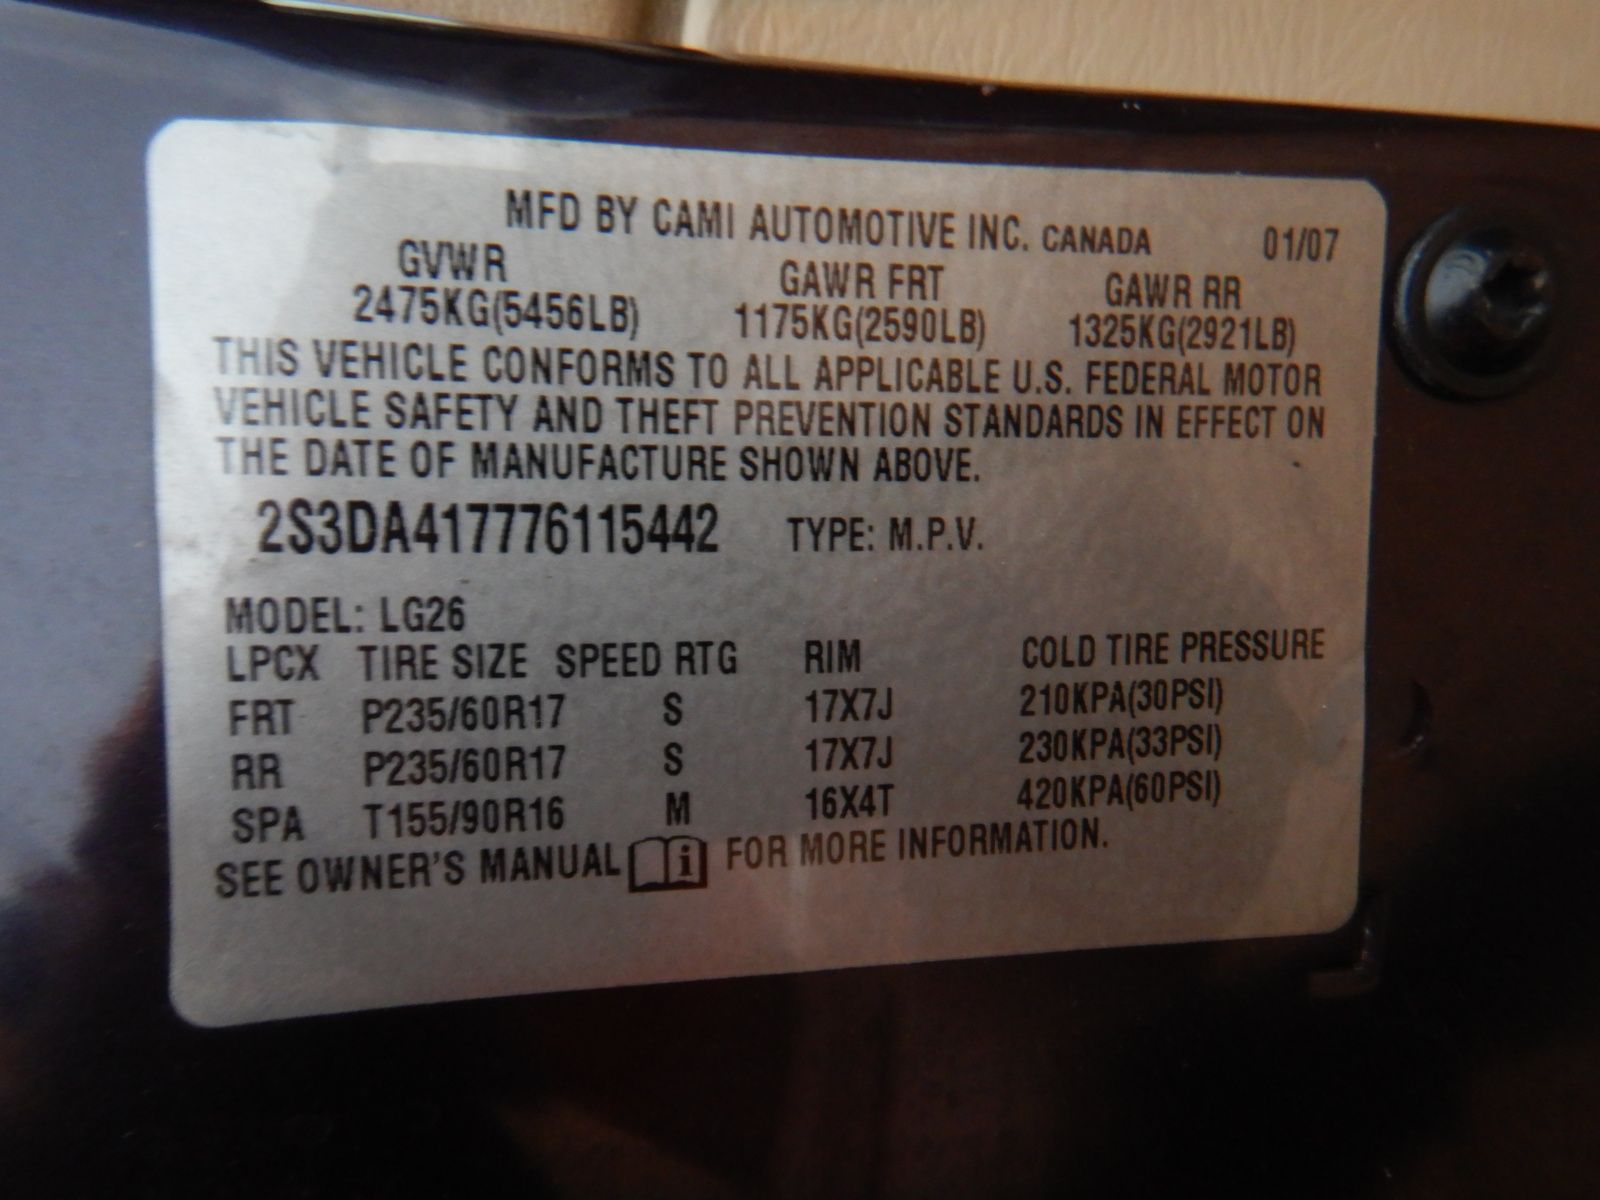 MFD BY CAMI AUTOMOTIVE INC. CANADA 01/07
GVWR GAWR FRT GAWR RR
2475KG(5456LB) 1175KG(2590LB) 1325KG(2921LB)
THIS VEHICLE CONFORMS TO ALL APPLICABLE U.S. FEDERAL MOTOR
VEHICLE SAFETY AND THEFT PREVENTION STANDARDS IN EFFECT ON
THE DATE OF MANUFACTURE SHOWN ABOVE.
2S3DA417776115442 TYPE: M.P.V.
MODEL: LG26
LPCX TIRE SIZE SPEED RTG RIM COLD TIRE PRESSURE
FRT P235/60R17 S 17X7J 210KPA(30PSI)
RR P235/60R17 S 17X7J 230KPA(33PSI)
SPA T155/90R16 M 16X4T 420KPA(60PSI)
SEE OWNER'S MANUAL i FOR MORE INFORMATION.